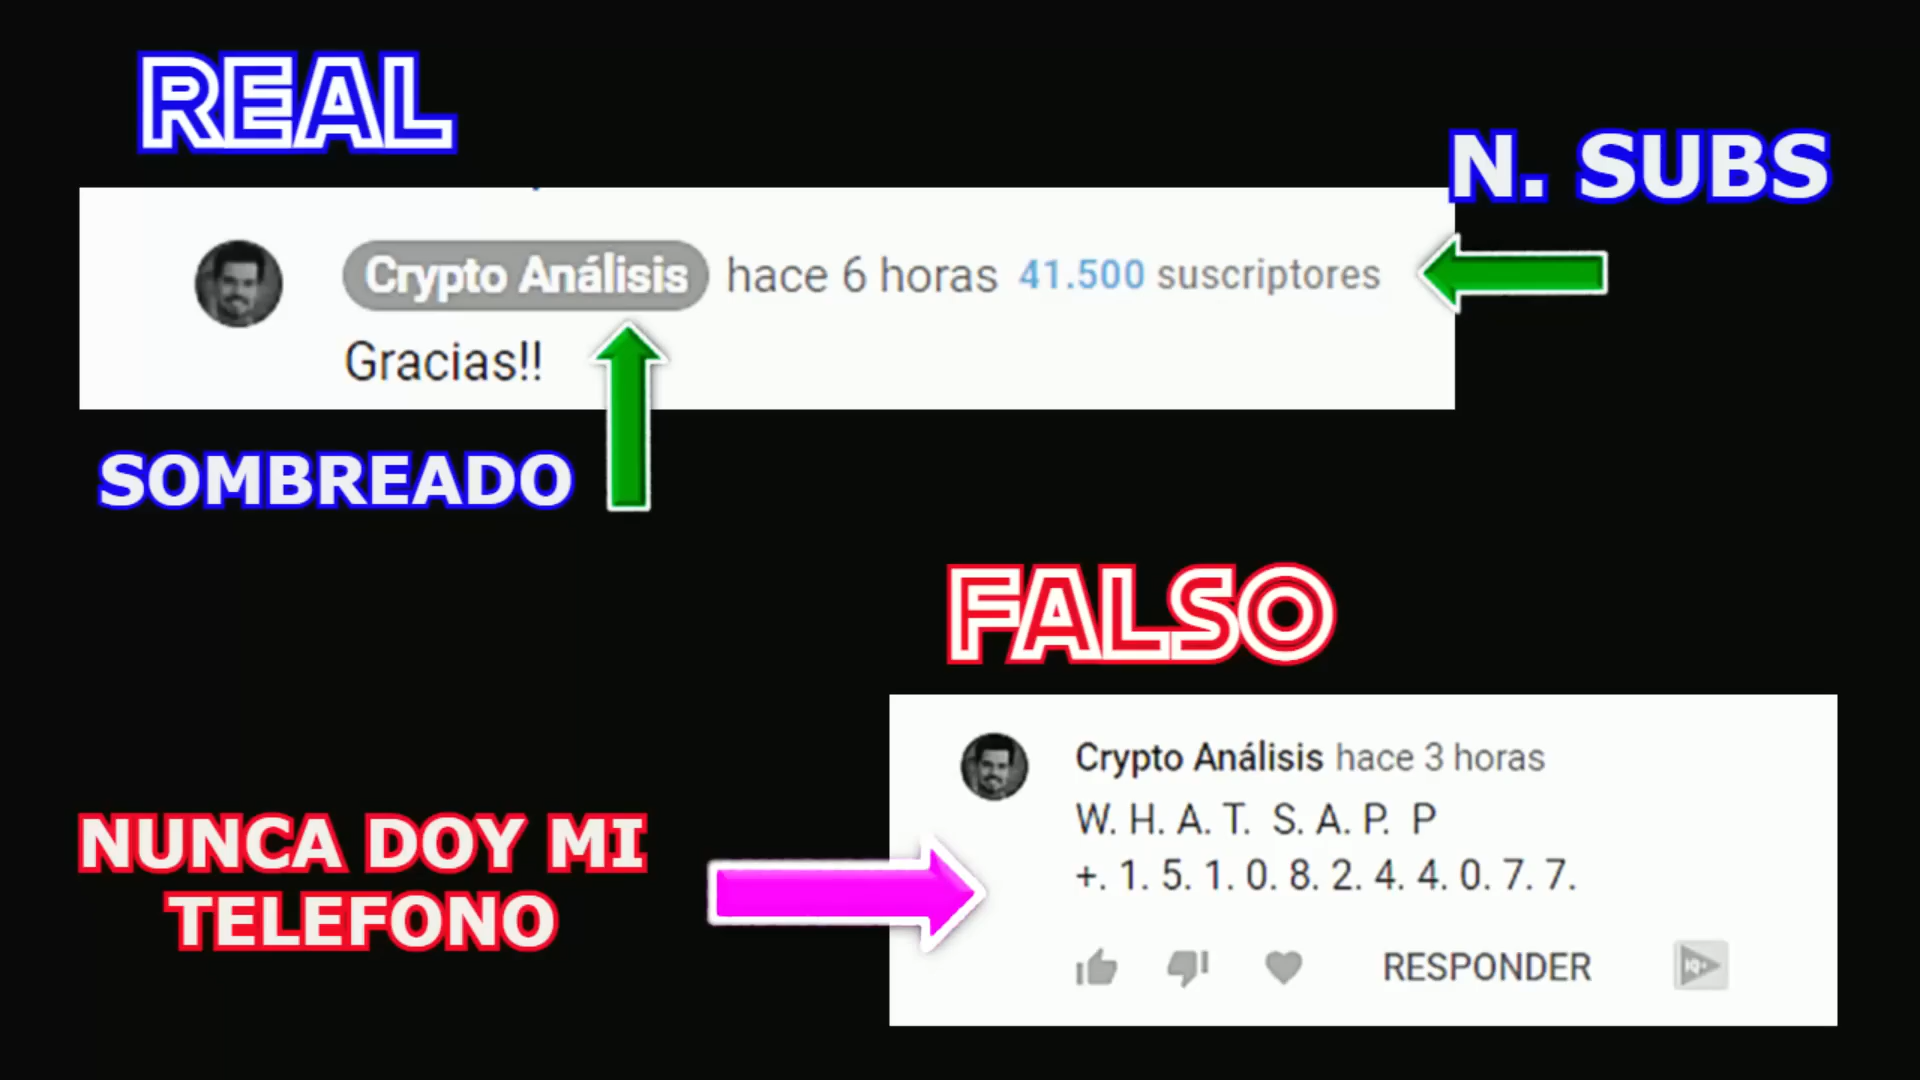 REAL
N. SUBS
Crypto Análisis hace 6 horas 41.500 suscriptores
Gracias!!
SOMBREADO
FALSO
Crypto Análisis hace 3 horas
W. H. A. T. S. A. P. P
+. 1. 5. 1. 0. 8. 2. 4. 4. 0. 7. 7.
NUNCA DOY MI
TELEFONO
RESPONDER
IQ+